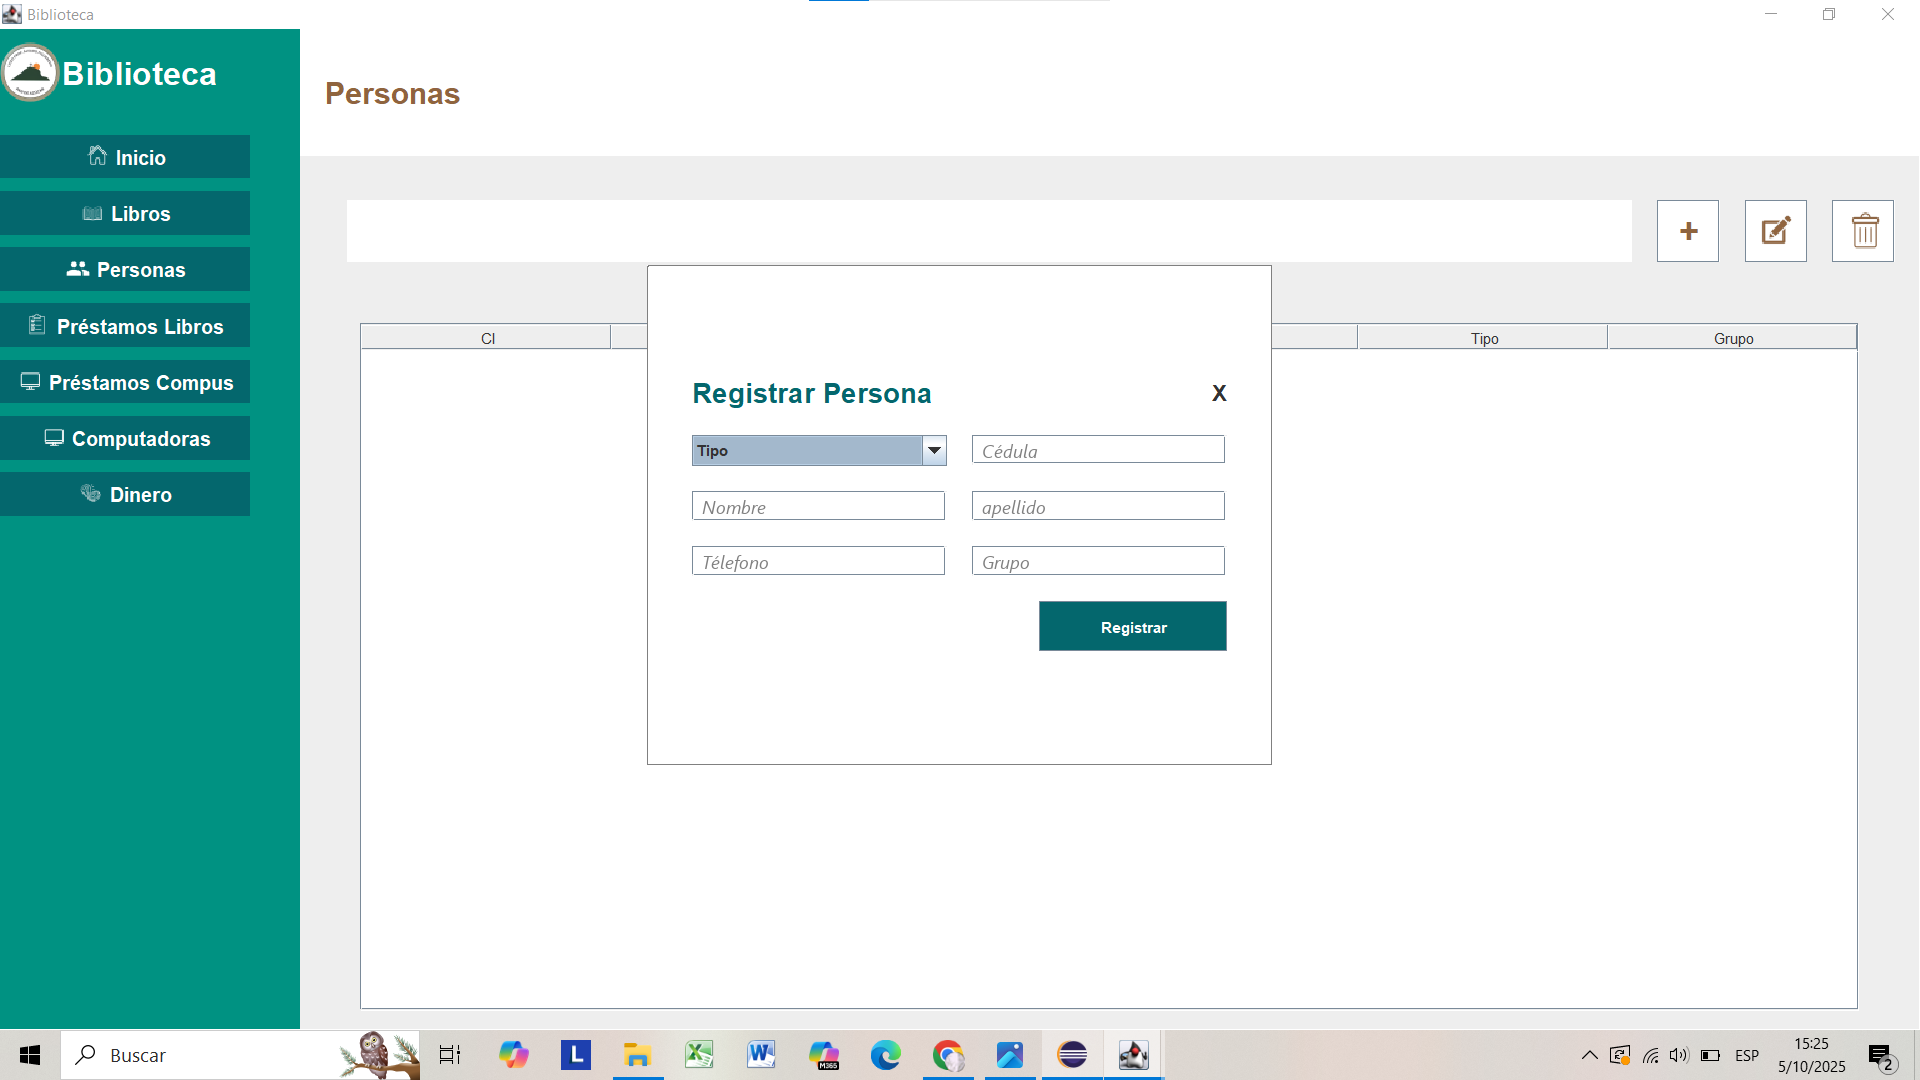 Biblioteca
Biblioteca
Personas
Inicio
Libros
Personas
Préstamos Libros
Préstamos Compus
Computadoras
Dinero
+
CI
Tipo
Grupo
Registrar Persona
X
Tipo
Cédula
Nombre
apellido
Télefono
Grupo
Registrar
Buscar
L
M365
ESP
15:25
5/10/2025
2